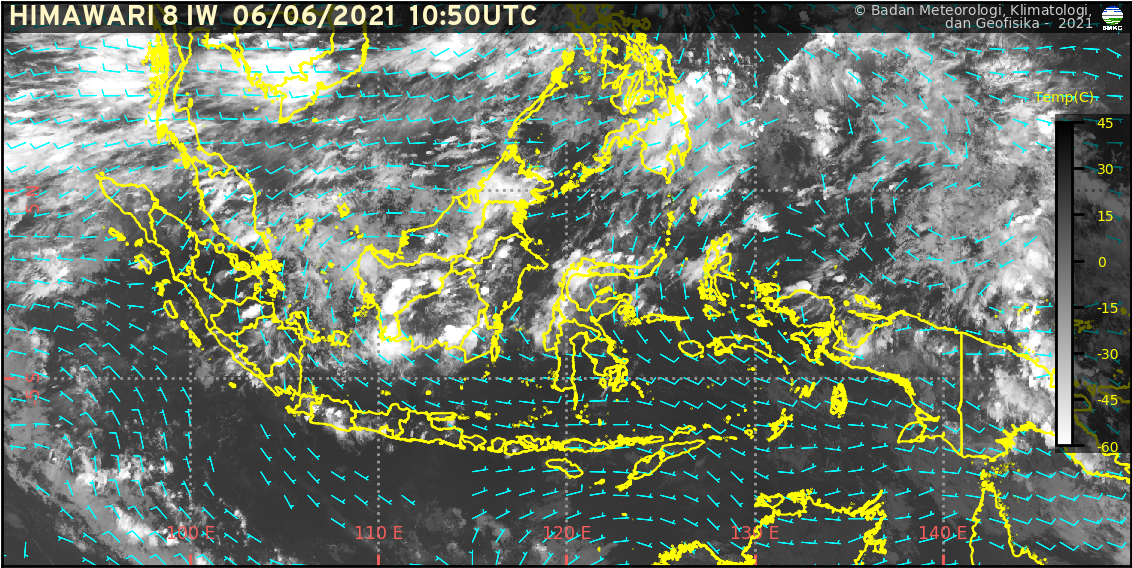 HIMAWARI 8 IW 06/06/2021 10:50UTC
© Badan Meteorologi, Klimatologi,
dan Geofisika - 2021
BMKG
Temp(C)
45
30
15
0
-15
-30
-45
-60
100 E
110 E
120 E
130 E
140 E